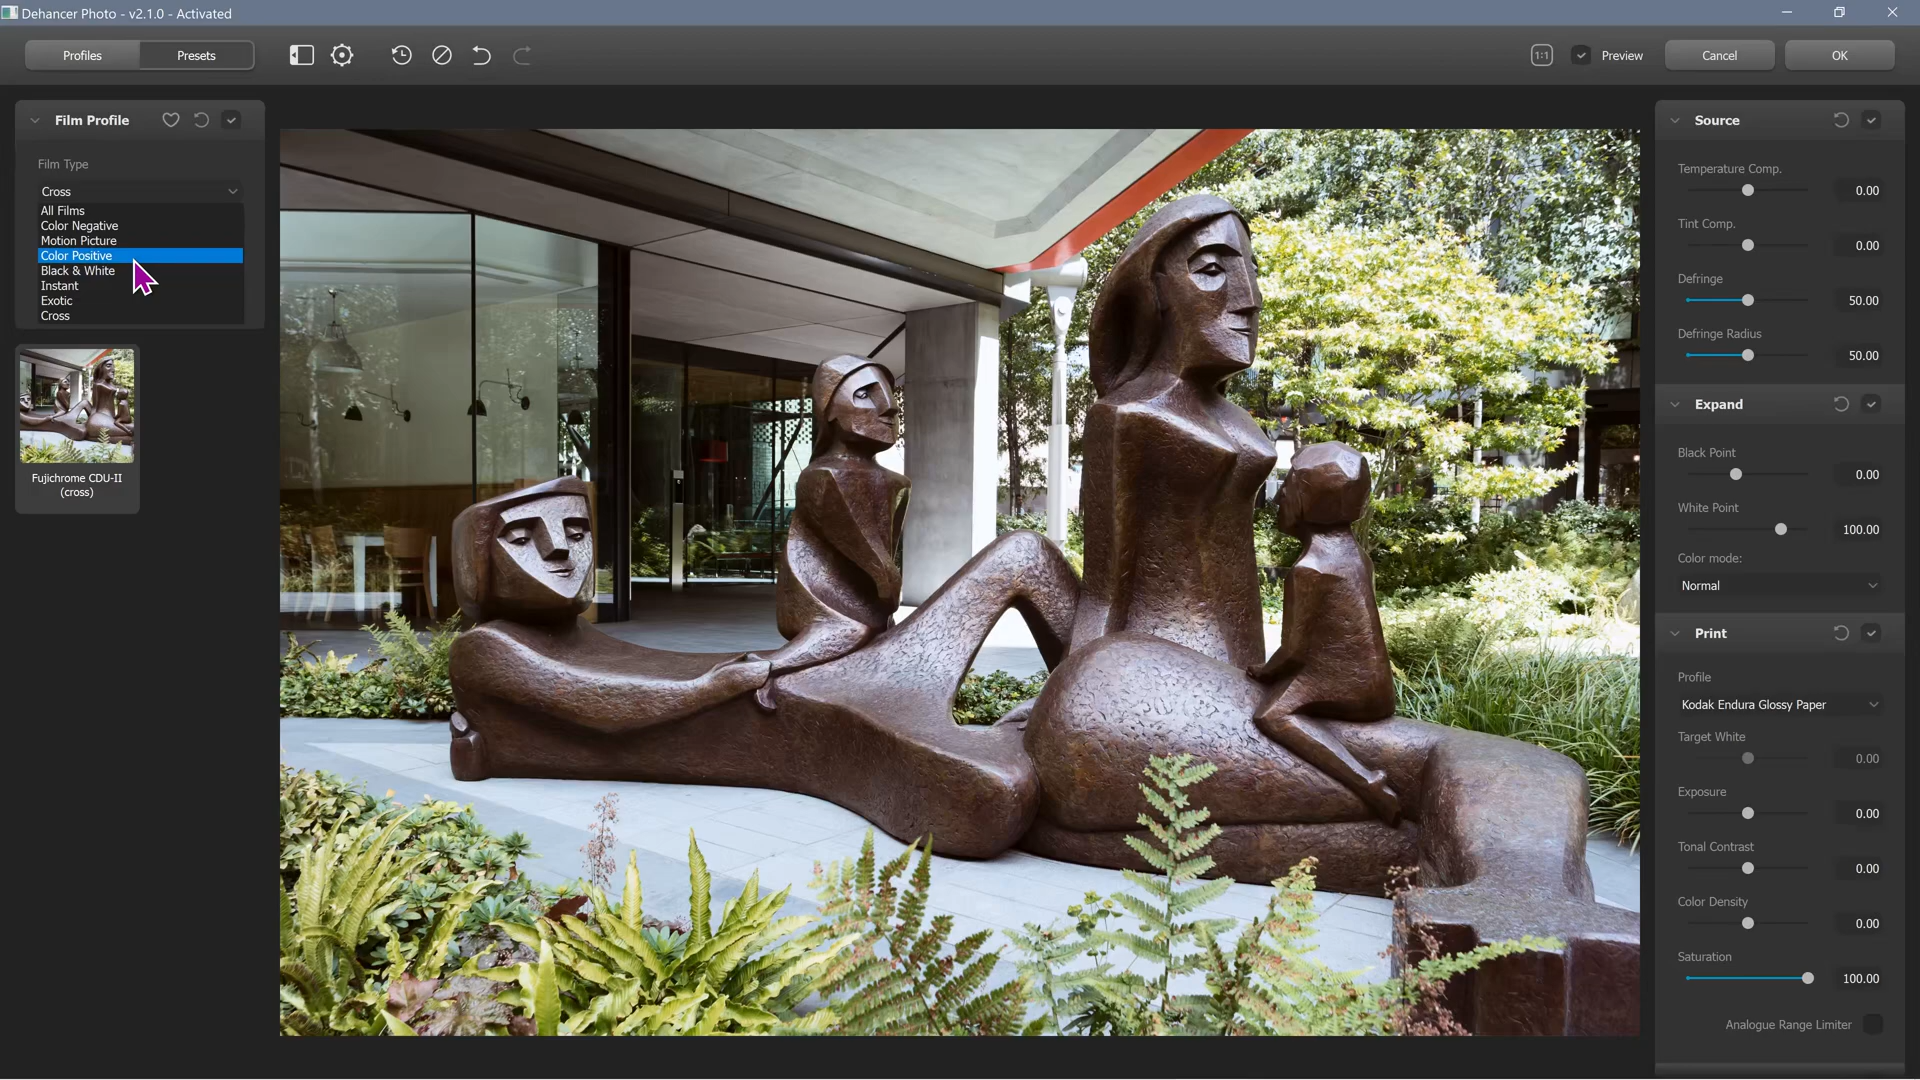 Dehancer Photo - v2.1.0 - Activated
Profiles
Presets
1:1
Preview
Cancel
OK
Film Profile
Film Type
Cross
All Films
Color Negative
Motion Picture
Color Positive
Black & White
Instant
Exotic
Cross
Fujichrome CDU-II
(cross)
Source
Temperature Comp.
0.00
Tint Comp.
0.00
Defringe
50.00
Defringe Radius
50.00
Expand
Black Point
0.00
White Point
100.00
Color mode:
Normal
Print
Profile
Kodak Endura Glossy Paper
Target White
0.00
Exposure
0.00
Tonal Contrast
0.00
Color Density
0.00
Saturation
100.00
Analogue Range Limiter